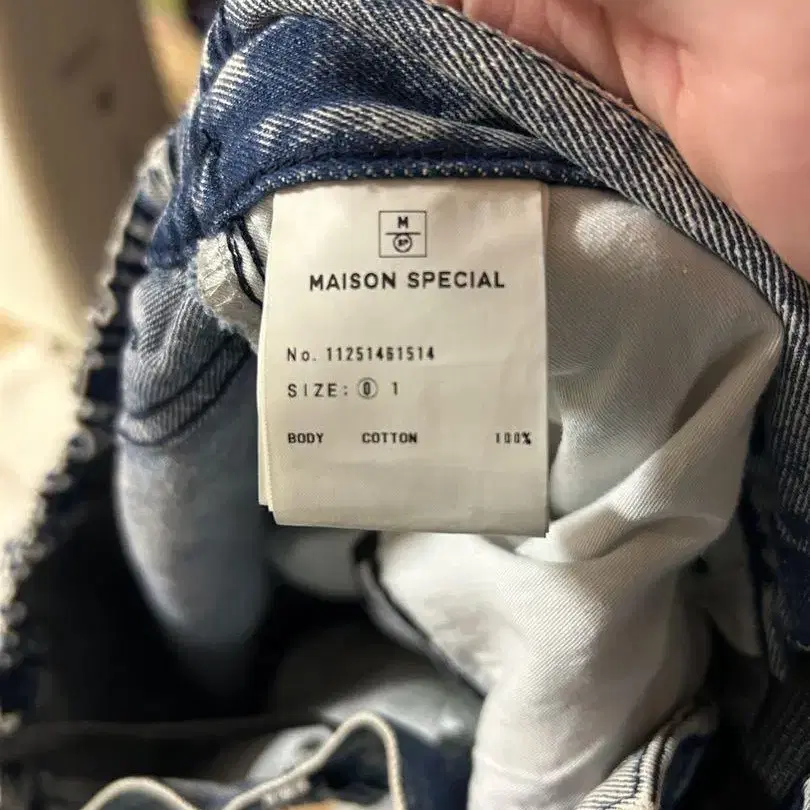 M
SP
MAISON SPECIAL
No. 11251461514
SIZE: ⓪ 1
BODY COTTON 100%